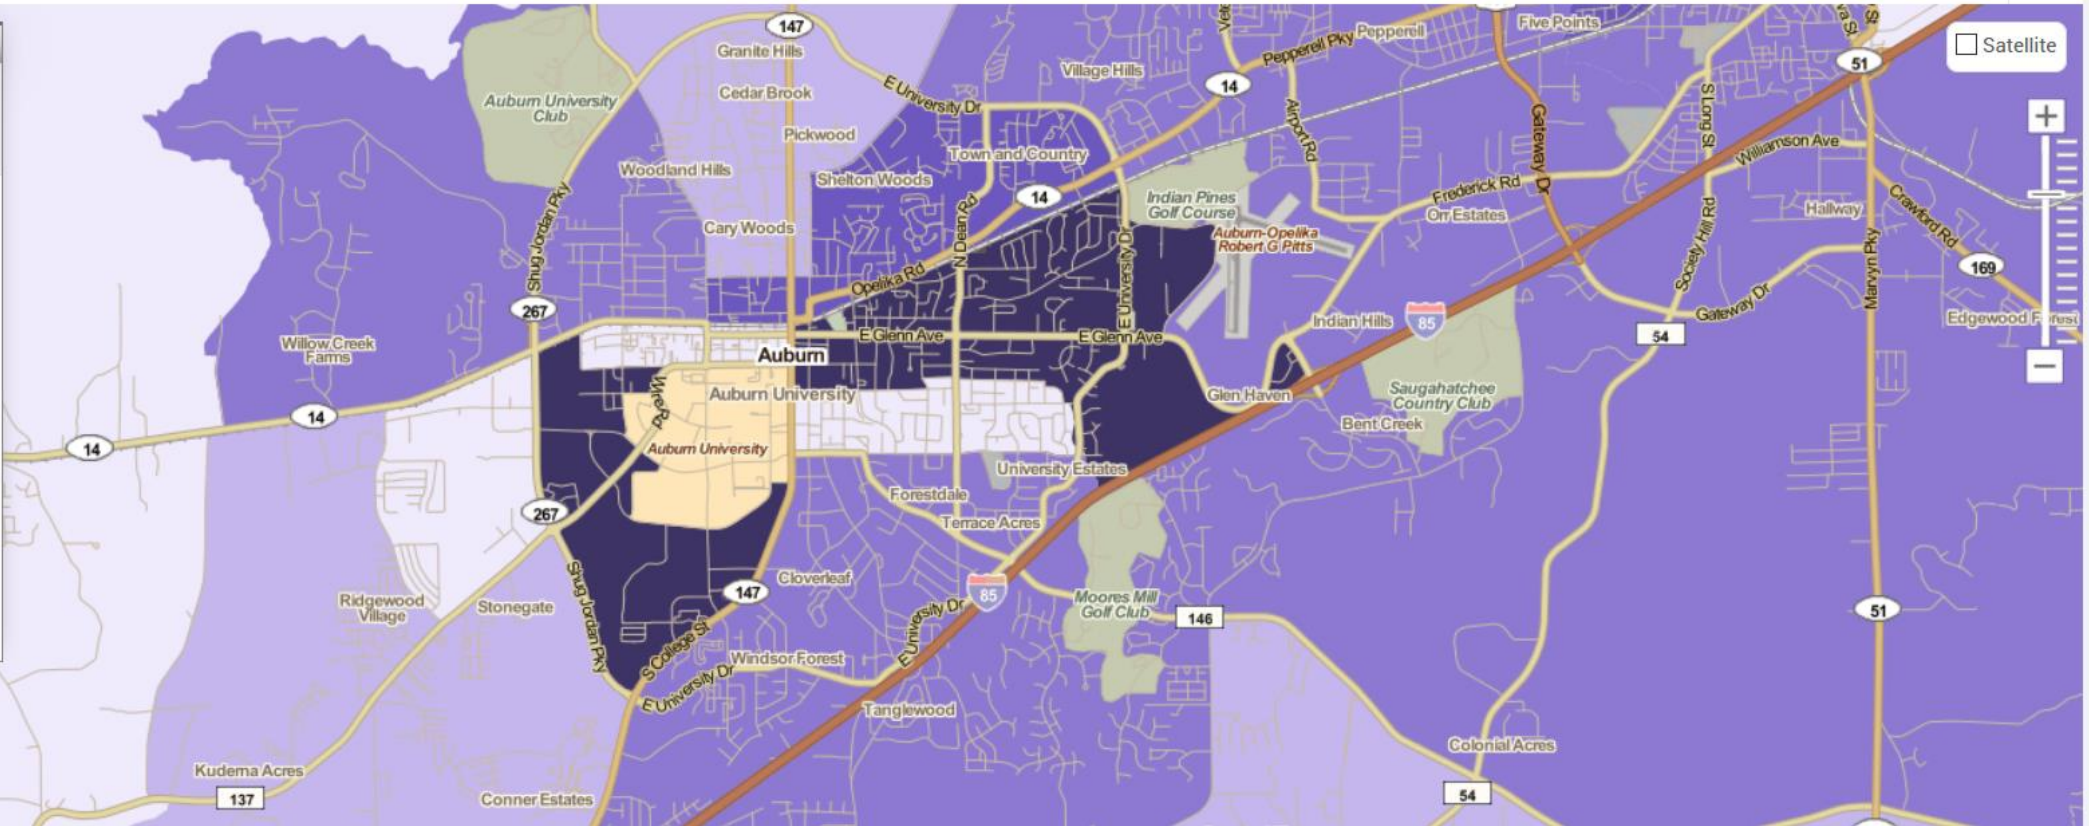 147
Granite Hills
Cedar Brook
Pickwood
Auburn University
Club
Woodland Hills
Shelton Woods
Cary Woods
E University Dr
Town and Country
Village Hills
Pepperell Pky
Pepperell
Five Points
14
Airport Rd
Gateway Dr
S Long St
51
Satellite
+
Williamson Ave
Frederick Rd
Orr Estates
Hallway
Crawford Rd
169
Edgewood Forest
−
Marvyn Pky
Society Hill Rd
Gateway Dr
54
Indian Pines
Golf Course
Auburn-Opelika
Robert G Pitts
14
N Dean Rd
Opelika Rd
E University Dr
Shug Jordan Pky
267
Willow Creek
Farms
E Glenn Ave
E Glenn Ave
Indian Hills
85
Auburn
Auburn University
Wire Rd
Auburn University
Glen Haven
Saugahatchee
Country Club
Bent Creek
14
14
University Estates
Forestdale
Terrace Acres
267
Shug Jordan Pky
Cloverleaf
147
85
Moores Mill
Golf Club
146
51
Ridgewood
Village
Stonegate
S College St
E University Dr
Windsor Forest
E University Dr
Tanglewood
Colonial Acres
Kuderna Acres
137
Conner Estates
54